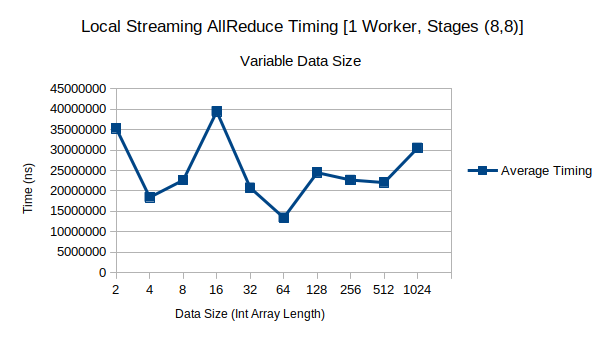 Local Streaming AllReduce Timing [1 Worker, Stages (8,8)]
Variable Data Size
45000000
40000000
35000000
30000000
25000000
20000000
15000000
10000000
5000000
0
Time (ns)
2 4 8 16 32 64 128 256 512 1024
Data Size (Int Array Length)
Average Timing